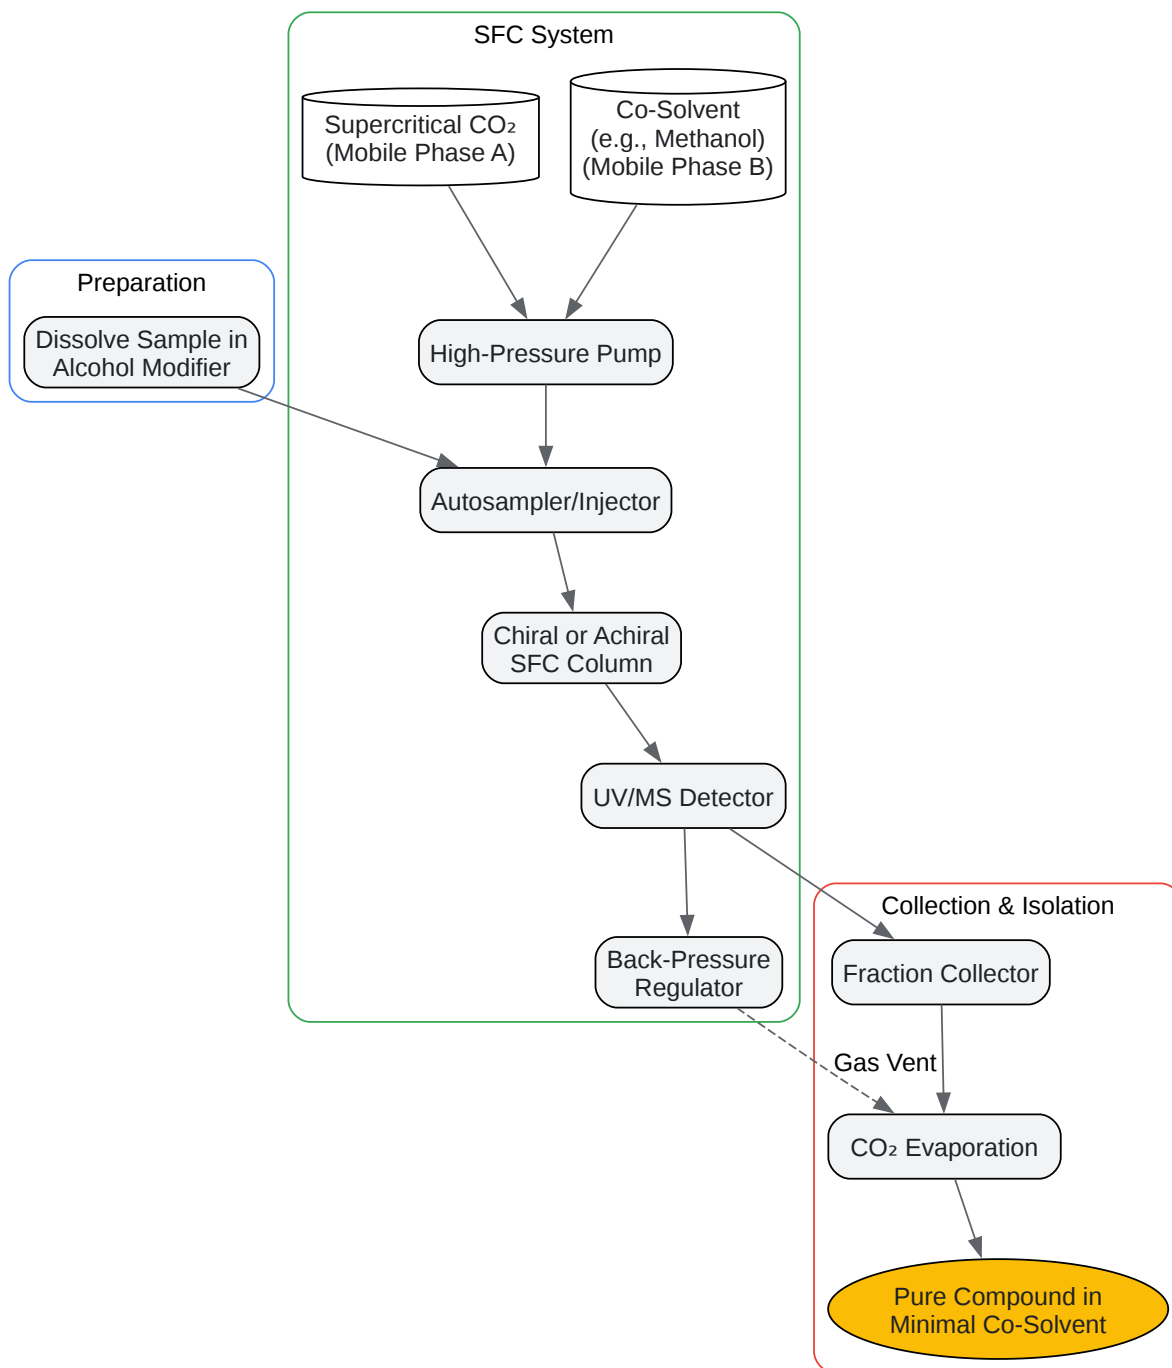 SFC System
Supercritical CO₂
(Mobile Phase A)
Co-Solvent
(e.g., Methanol)
(Mobile Phase B)
Preparation
Dissolve Sample in
Alcohol Modifier
High-Pressure Pump
Autosampler/Injector
Chiral or Achiral
SFC Column
UV/MS Detector
Collection & Isolation
Back-Pressure
Regulator
Fraction Collector
Gas Vent
CO₂ Evaporation
Pure Compound in
Minimal Co-Solvent